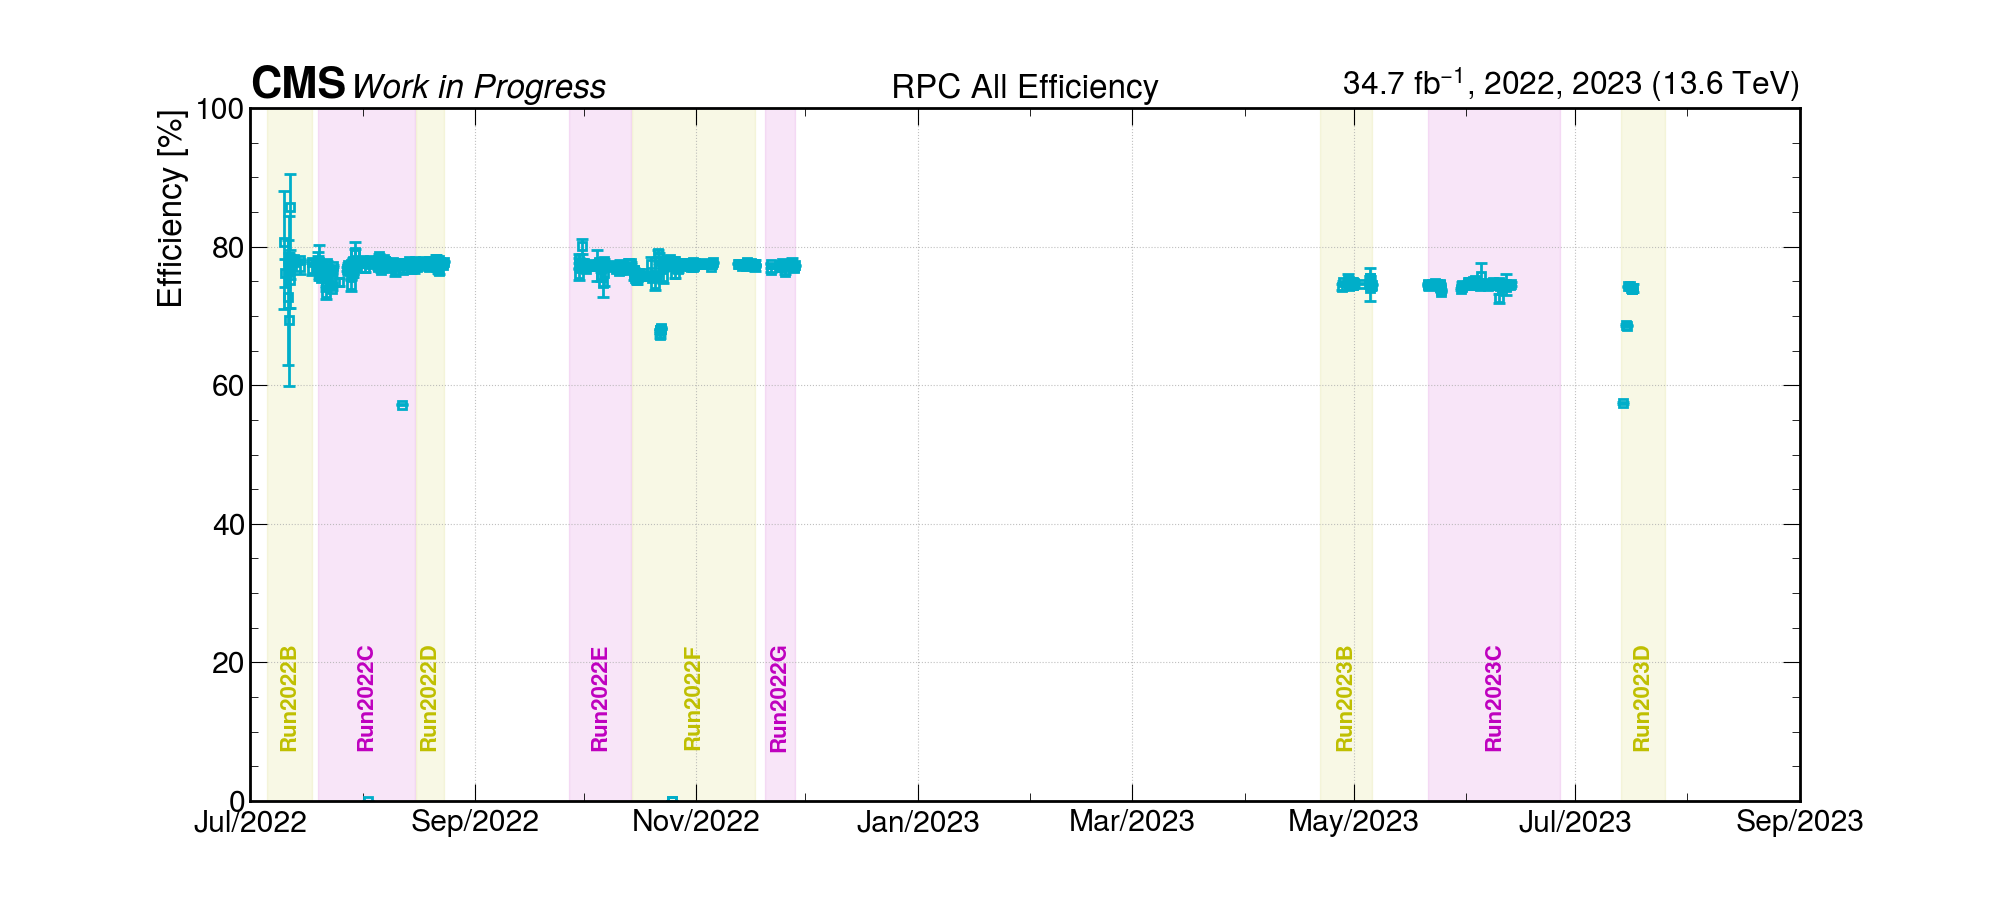 CMS Work in Progress RPC All Efficiency 34.7 fb⁻¹, 2022, 2023 (13.6 TeV)
Efficiency [%]
100
80
60
40
20
0
Run2022B Run2022C Run2022D Run2022E Run2022F Run2022G Run2023B Run2023C Run2023D
Jul/2022 Sep/2022 Nov/2022 Jan/2023 Mar/2023 May/2023 Jul/2023 Sep/2023